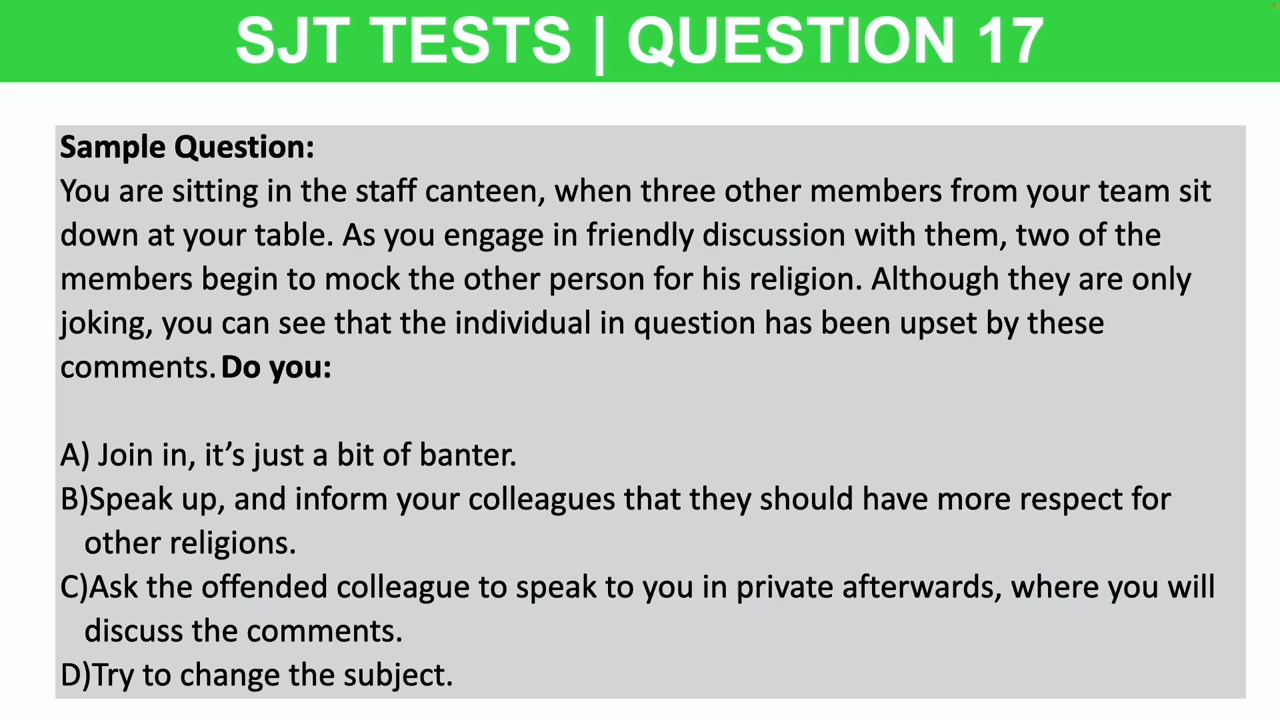 SJT TESTS | QUESTION 17
Sample Question:
You are sitting in the staff canteen, when three other members from your team sit
down at your table. As you engage in friendly discussion with them, two of the
members begin to mock the other person for his religion. Although they are only
joking, you can see that the individual in question has been upset by these
comments. Do you:
A) Join in, it’s just a bit of banter.
B)Speak up, and inform your colleagues that they should have more respect for
other religions.
C)Ask the offended colleague to speak to you in private afterwards, where you will
discuss the comments.
D)Try to change the subject.